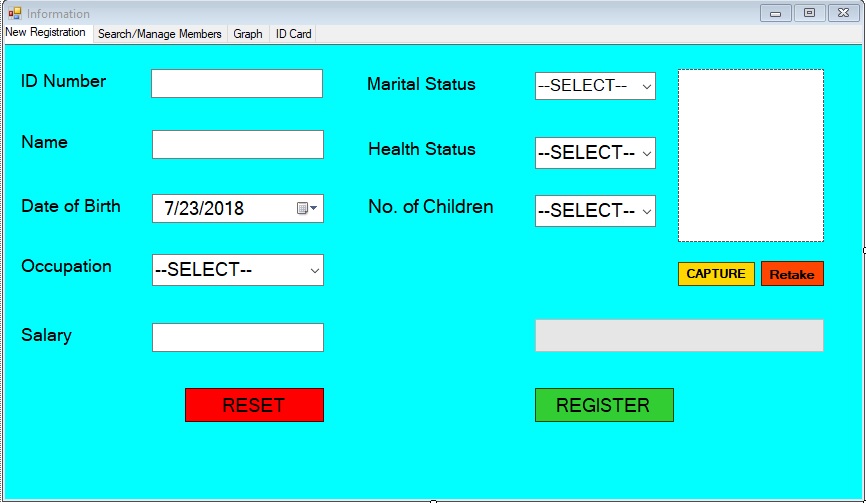 Information
New Registration Search/Manage Members Graph ID Card
ID Number
Marital Status --SELECT--
Name
Health Status --SELECT--
Date of Birth 7/23/2018
No. of Children --SELECT--
Occupation --SELECT--
CAPTURE Retake
Salary
RESET
REGISTER